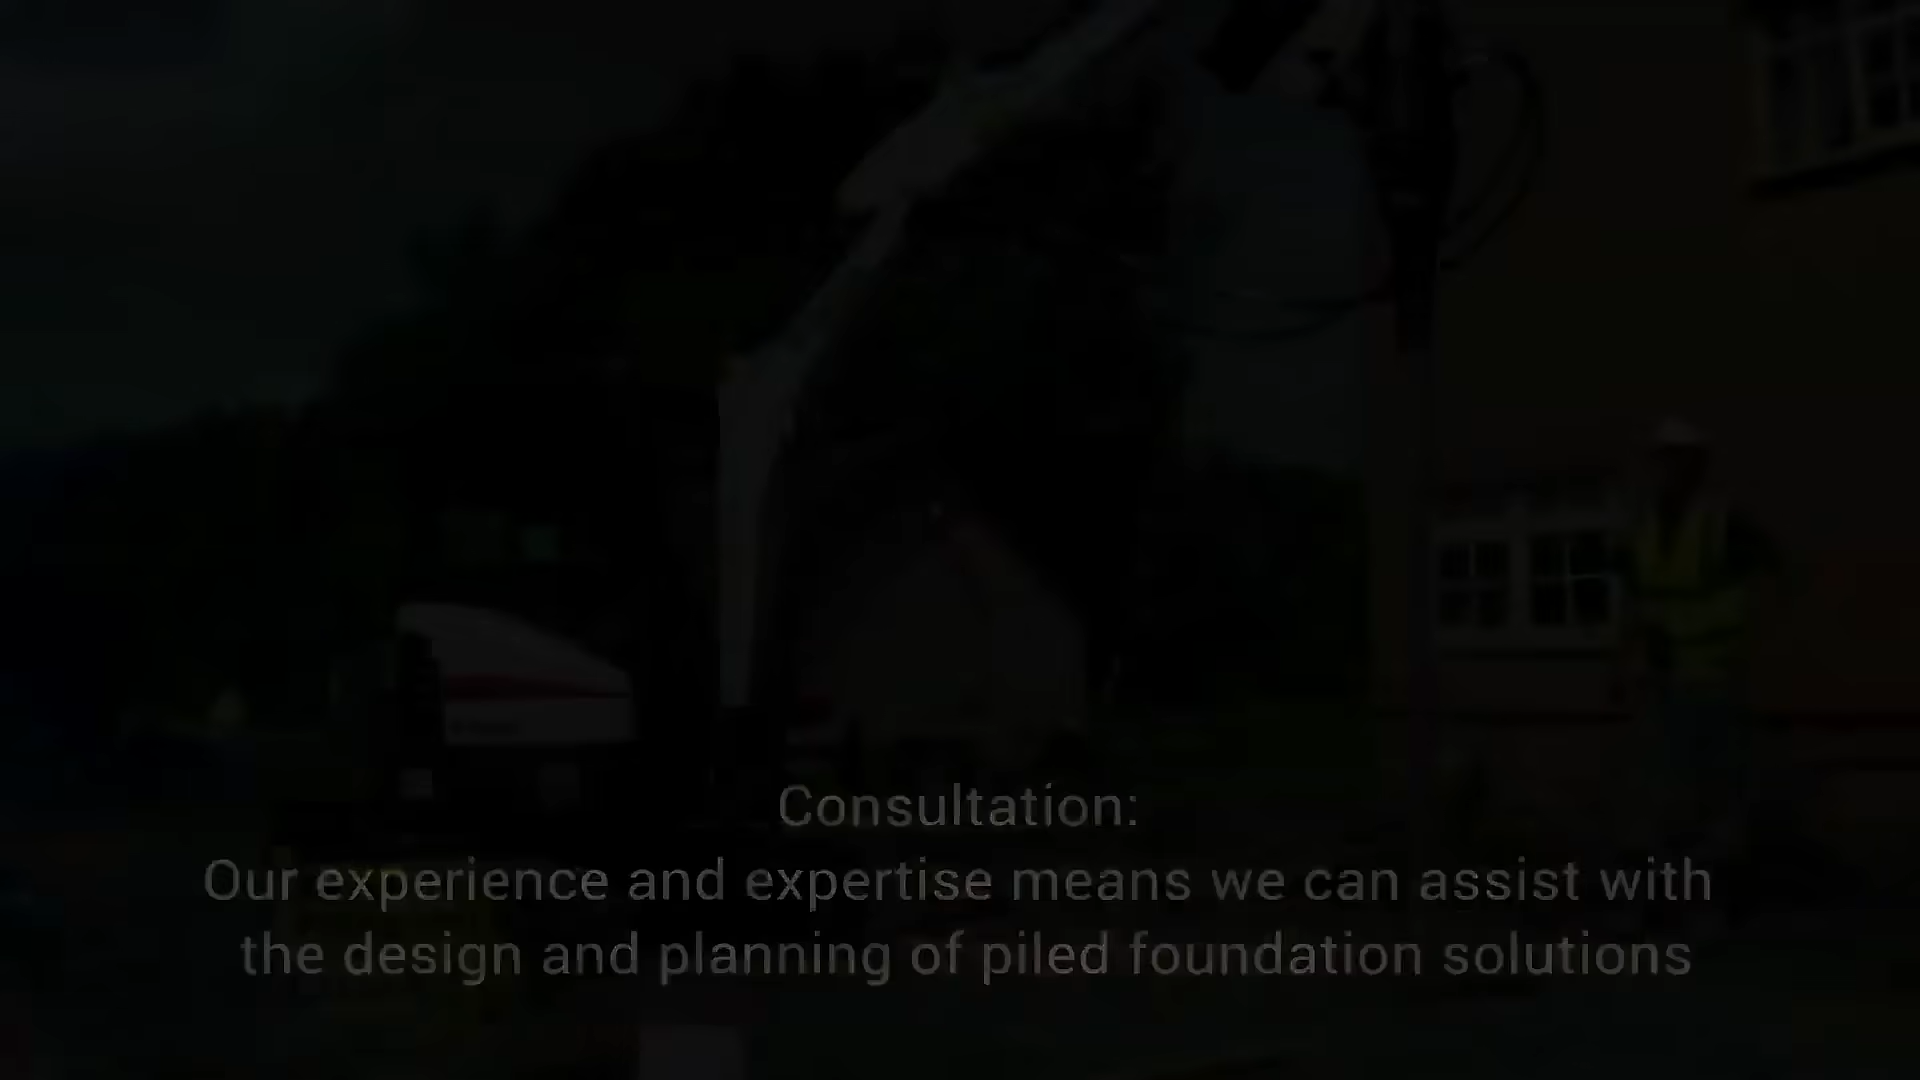 Consultation:
Our experience and expertise means we can assist with
the design and planning of piled foundation solutions